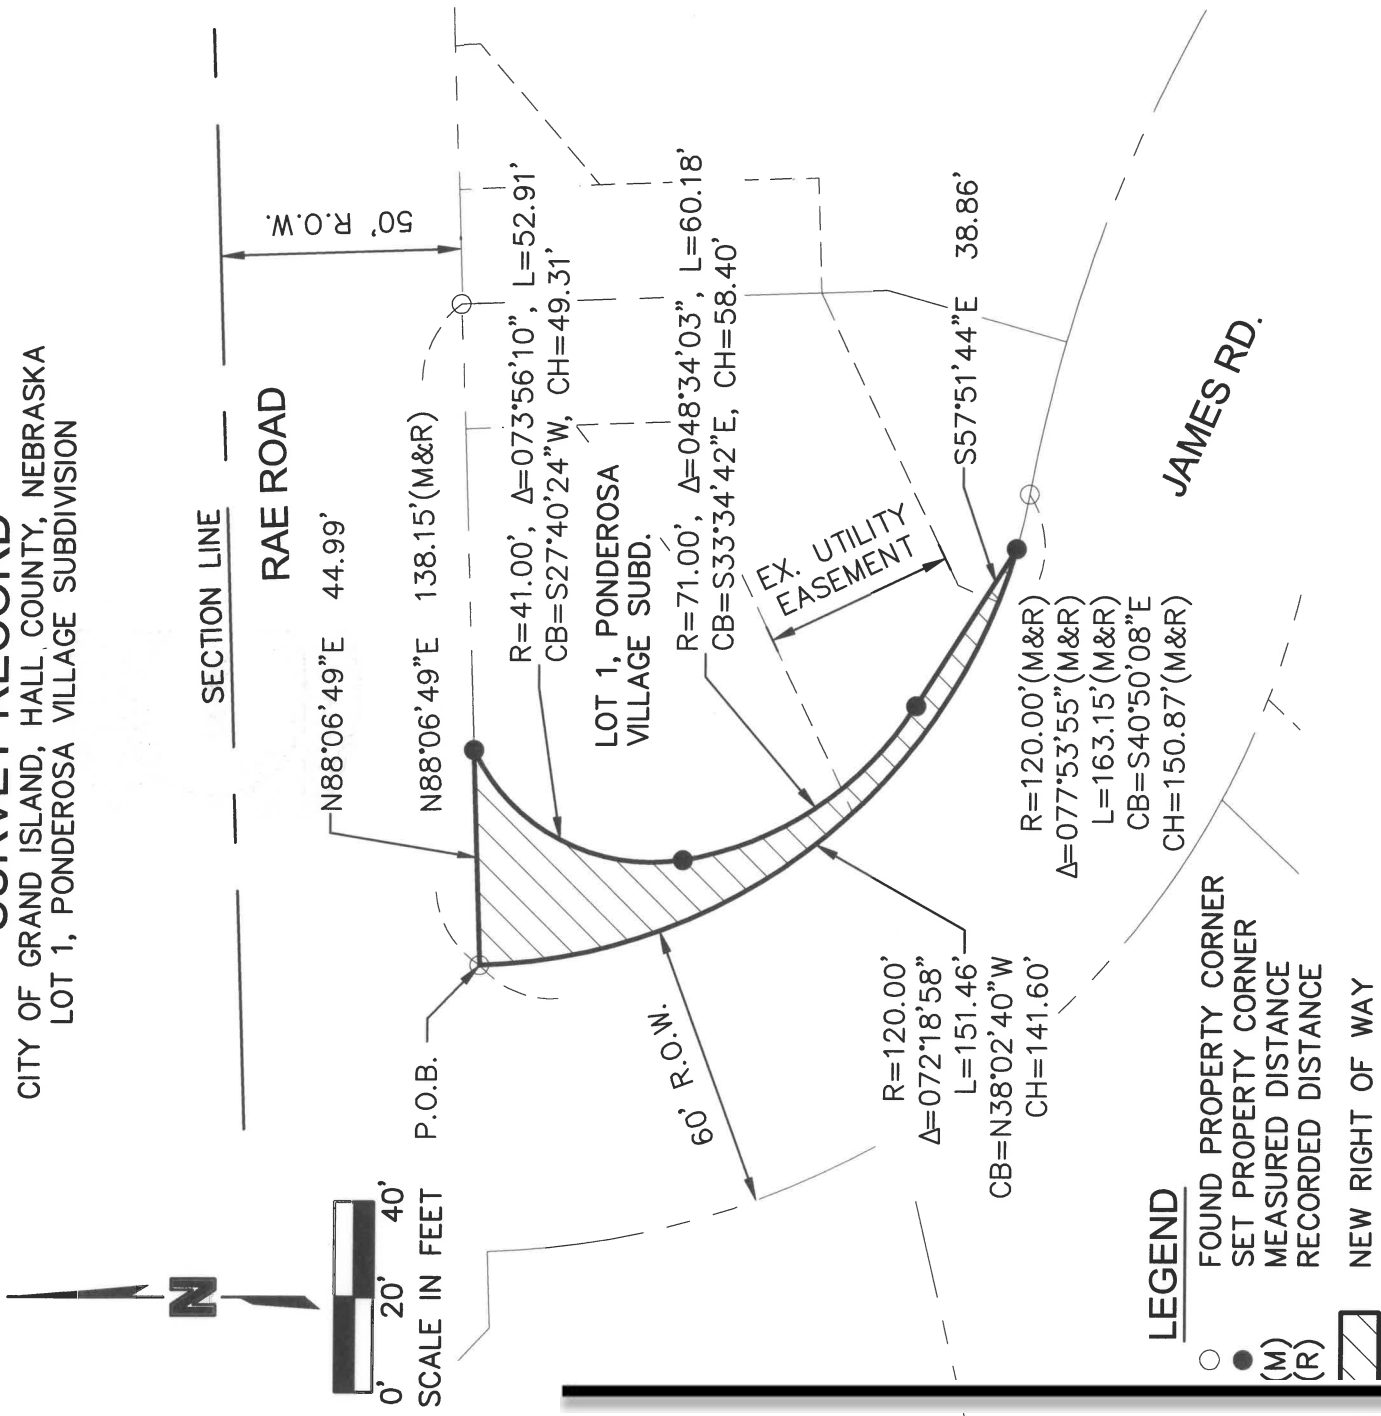 SURVEY RECORD
CITY OF GRAND ISLAND, HALL COUNTY, NEBRASKA
LOT 1, PONDEROSA VILLAGE SUBDIVISION
SECTION LINE
RAE ROAD
50' R.O.W.
N88°06'49"E 44.99'
N88°06'49"E 138.15'(M&R)
P.O.B.
R=41.00', Δ=073°56'10", L=52.91'
CB=S27°40'24"W, CH=49.31'
LOT 1, PONDEROSA
VILLAGE SUBD.
R=71.00', Δ=048°34'03", L=60.18'
CB=S33°34'42"E, CH=58.40'
EX. UTILITY
EASEMENT
S57°51'44"E 38.86'
60' R.O.W.
R=120.00'
Δ=072°18'58"
L=151.46'
CB=N38°02'40"W
CH=141.60'
R=120.00'(M&R)
Δ=077°53'55"(M&R)
L=163.15'(M&R)
CB=S40°50'08"E
CH=150.87'(M&R)
JAMES RD.
N
0' 20' 40'
SCALE IN FEET
LEGEND
FOUND PROPERTY CORNER
SET PROPERTY CORNER
(M) MEASURED DISTANCE
(R) RECORDED DISTANCE
NEW RIGHT OF WAY